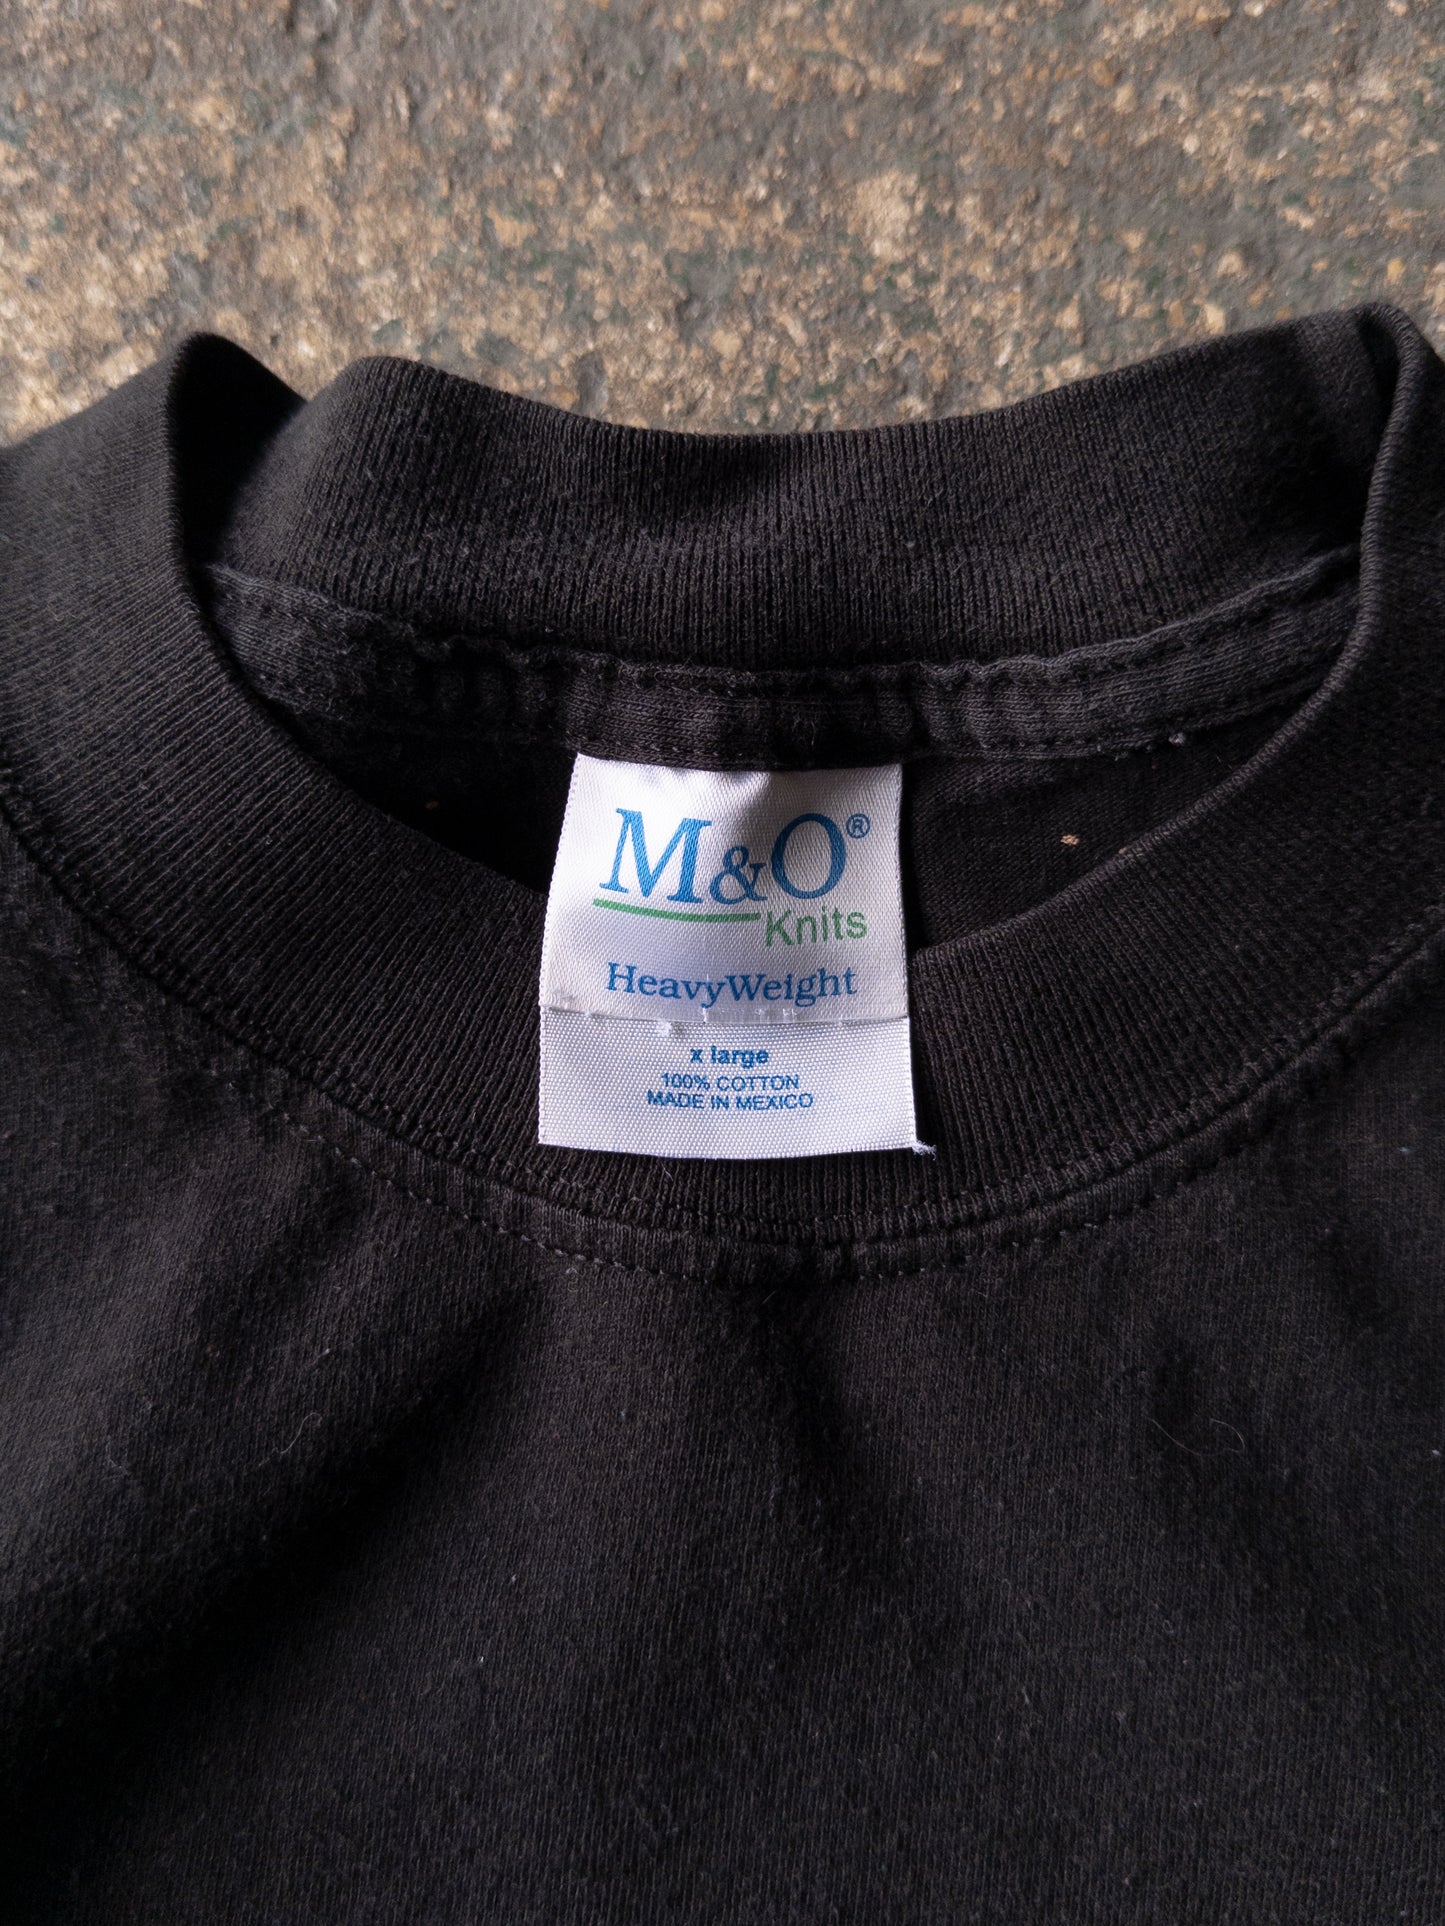 M&O®
Knits
HeavyWeight
x large
100% COTTON
MADE IN MEXICO